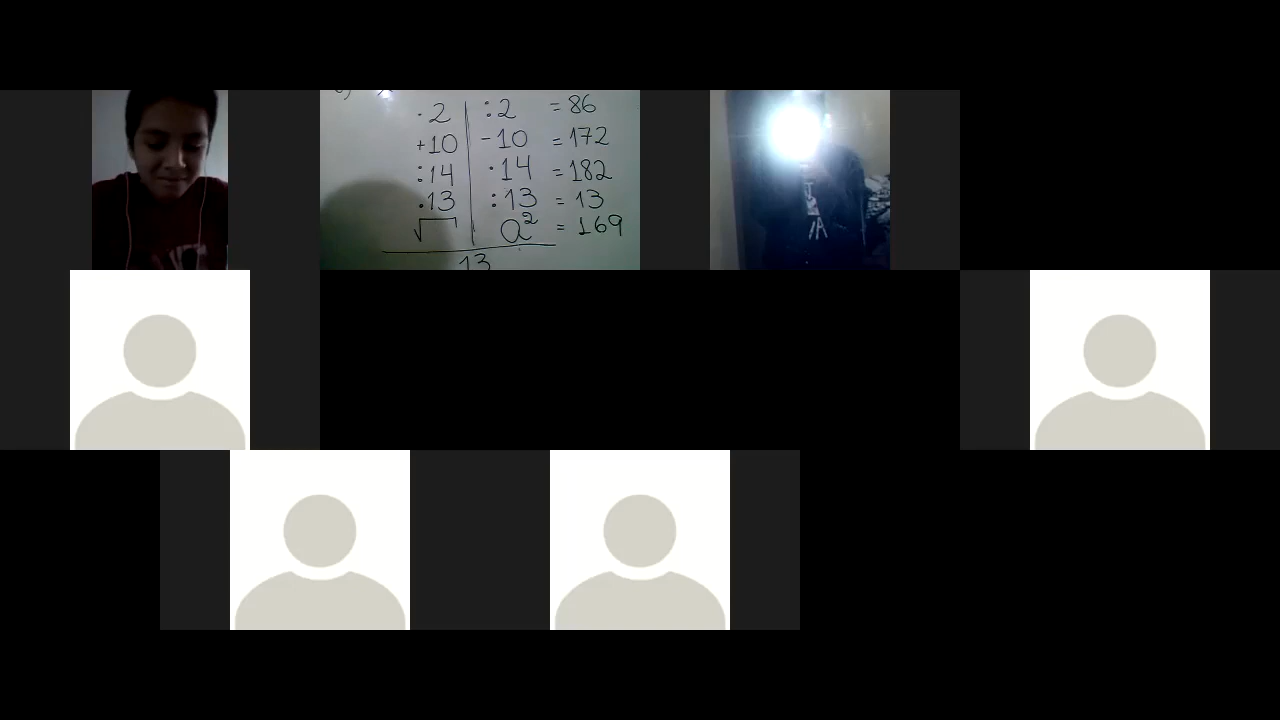 ·2 | :2 = 86
+10 | -10 = 172
:14 | ·14 = 182
·13 | :13 = 13
√ | a² = 169
13